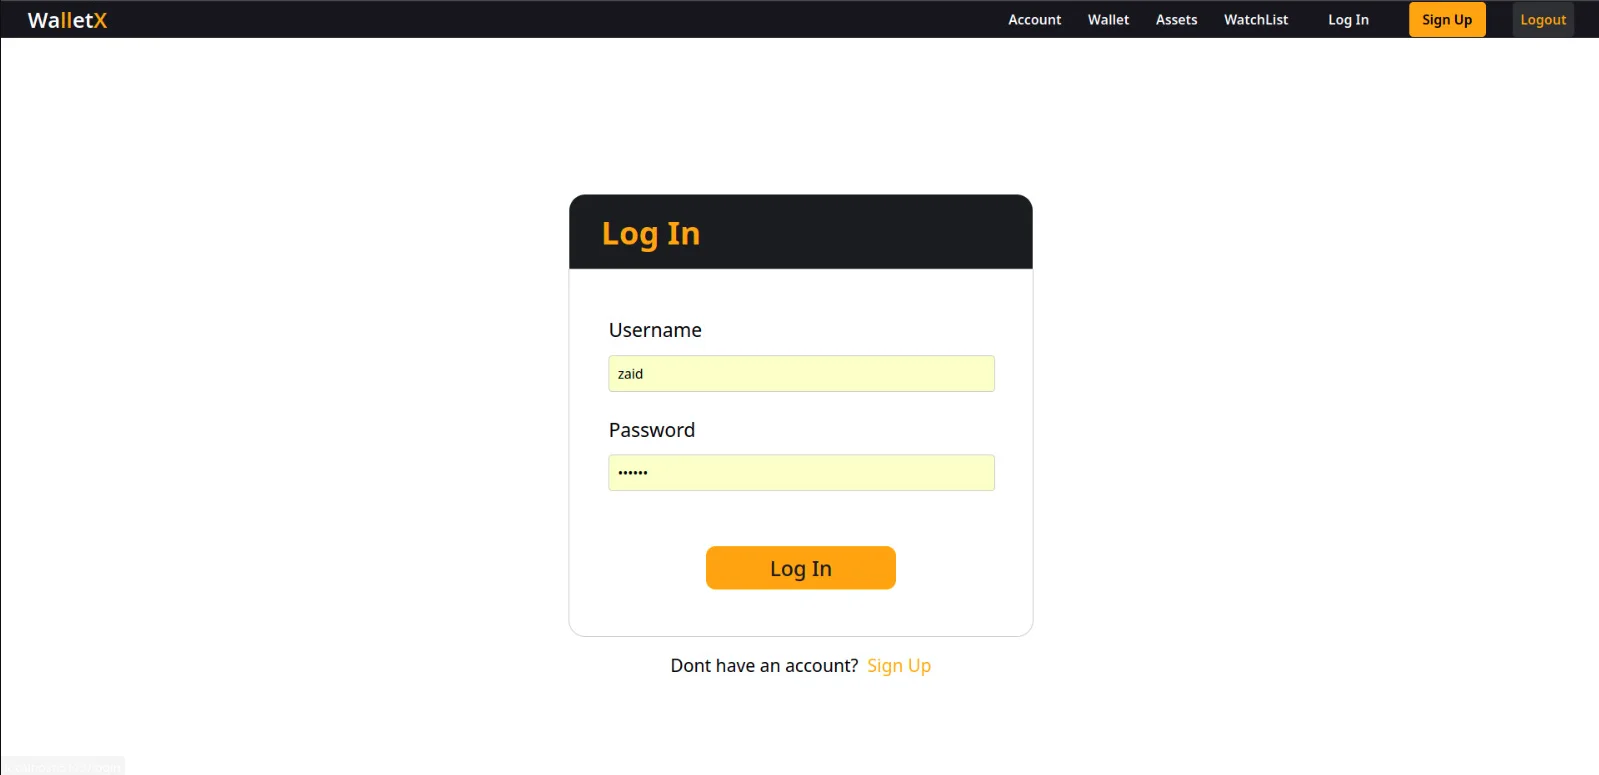 WalletX Account Wallet Assets WatchList Log In Sign Up Logout
Log In
Username
zaid
Password
••••••
Log In
Dont have an account? Sign Up